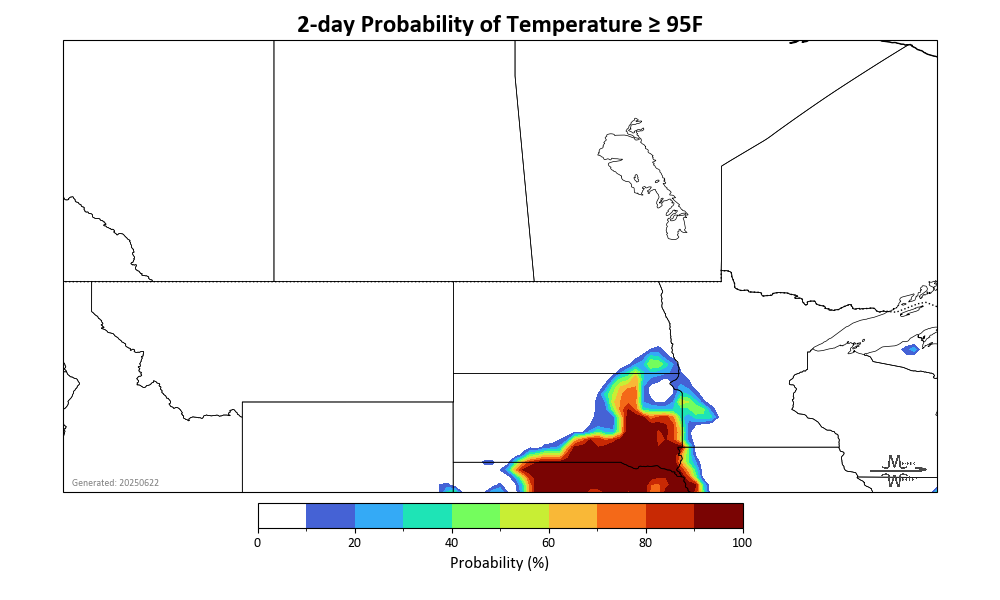 2-day Probability of Temperature ≥ 95F
Generated: 20250622
0 20 40 60 80 100
Probability (%)